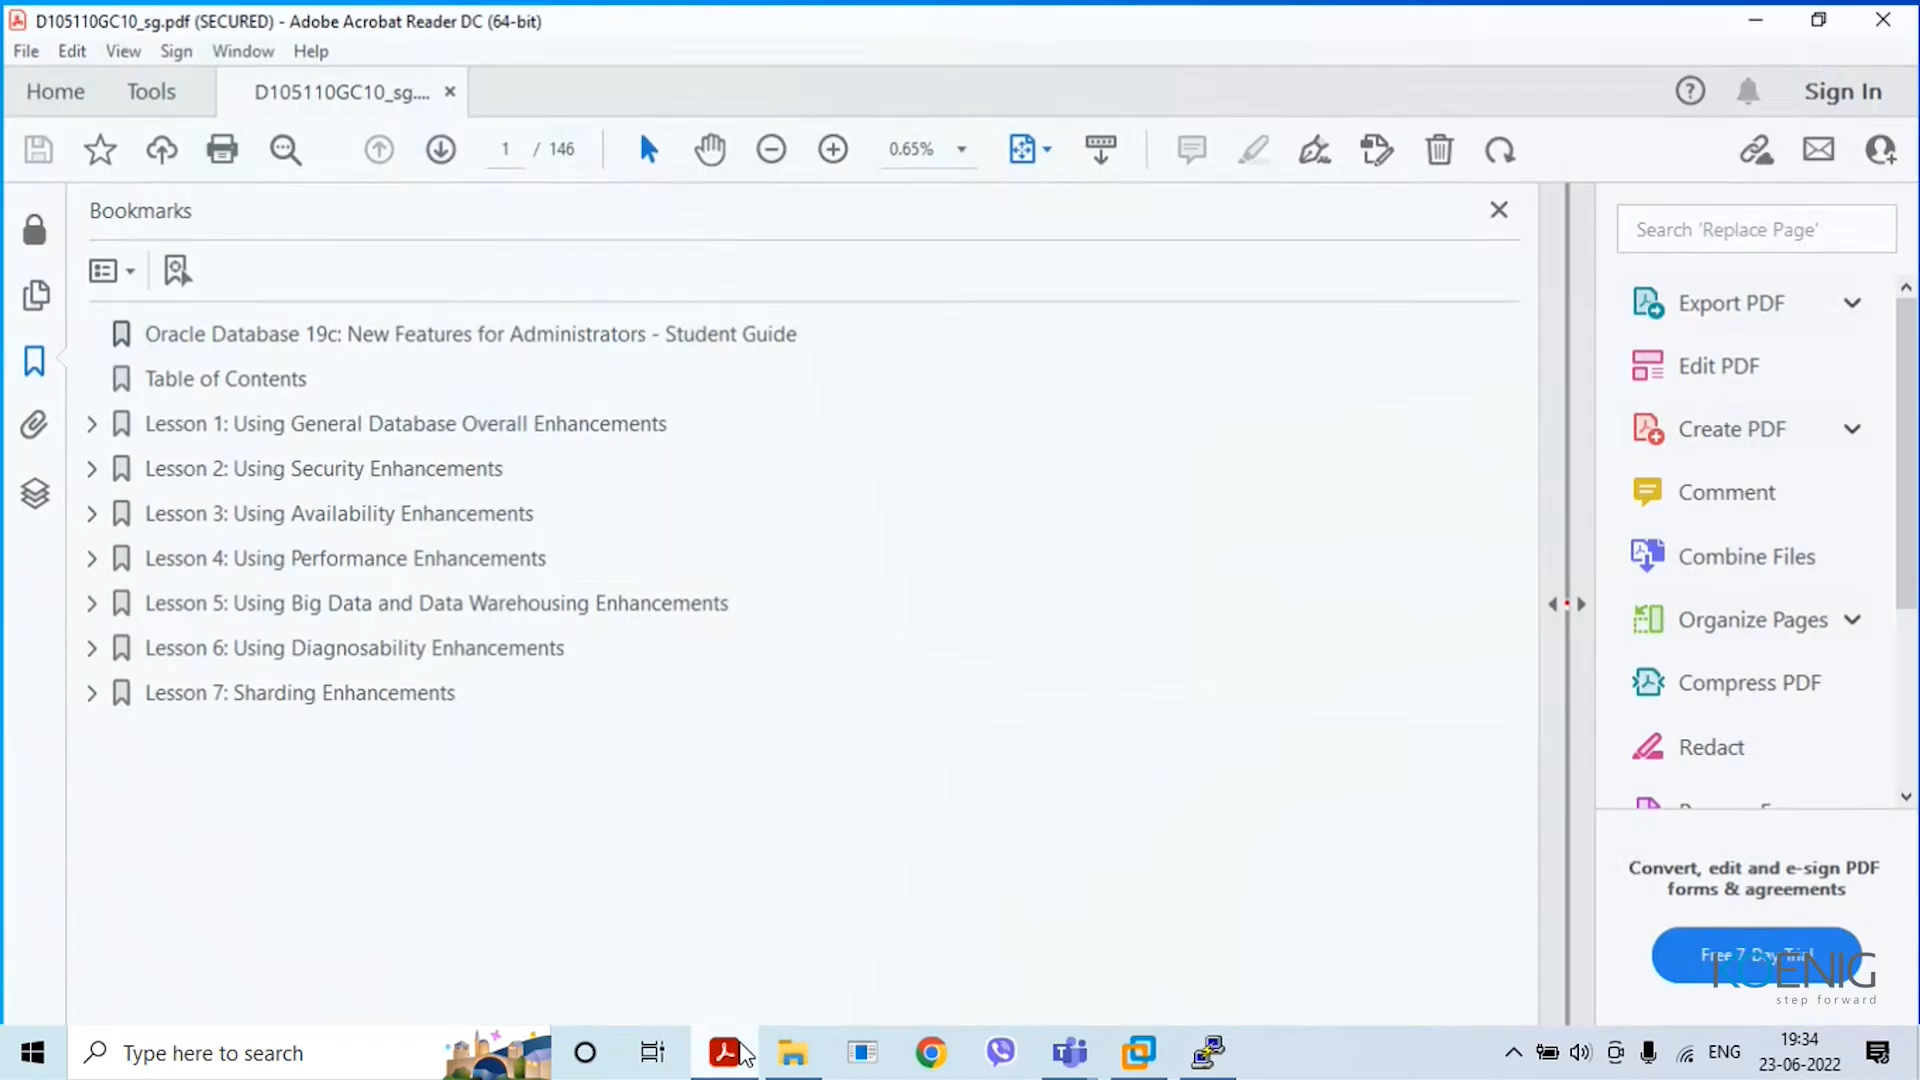 D105110GC10_sg.pdf (SECURED) - Adobe Acrobat Reader DC (64-bit)
File Edit View Sign Window Help
Home Tools D105110GC10_sg.... × Sign In
1 / 146 0.65%
Bookmarks
Search 'Replace Page'
Oracle Database 19c: New Features for Administrators - Student Guide
Table of Contents
Lesson 1: Using General Database Overall Enhancements
Lesson 2: Using Security Enhancements
Lesson 3: Using Availability Enhancements
Lesson 4: Using Performance Enhancements
Lesson 5: Using Big Data and Data Warehousing Enhancements
Lesson 6: Using Diagnosability Enhancements
Lesson 7: Sharding Enhancements
Export PDF
Edit PDF
Create PDF
Comment
Combine Files
Organize Pages
Compress PDF
Redact
Convert, edit and e-sign PDF
forms & agreements
Free 7-Day Trial
KOENIG
step forward
Type here to search
ENG
19:34
23-06-2022